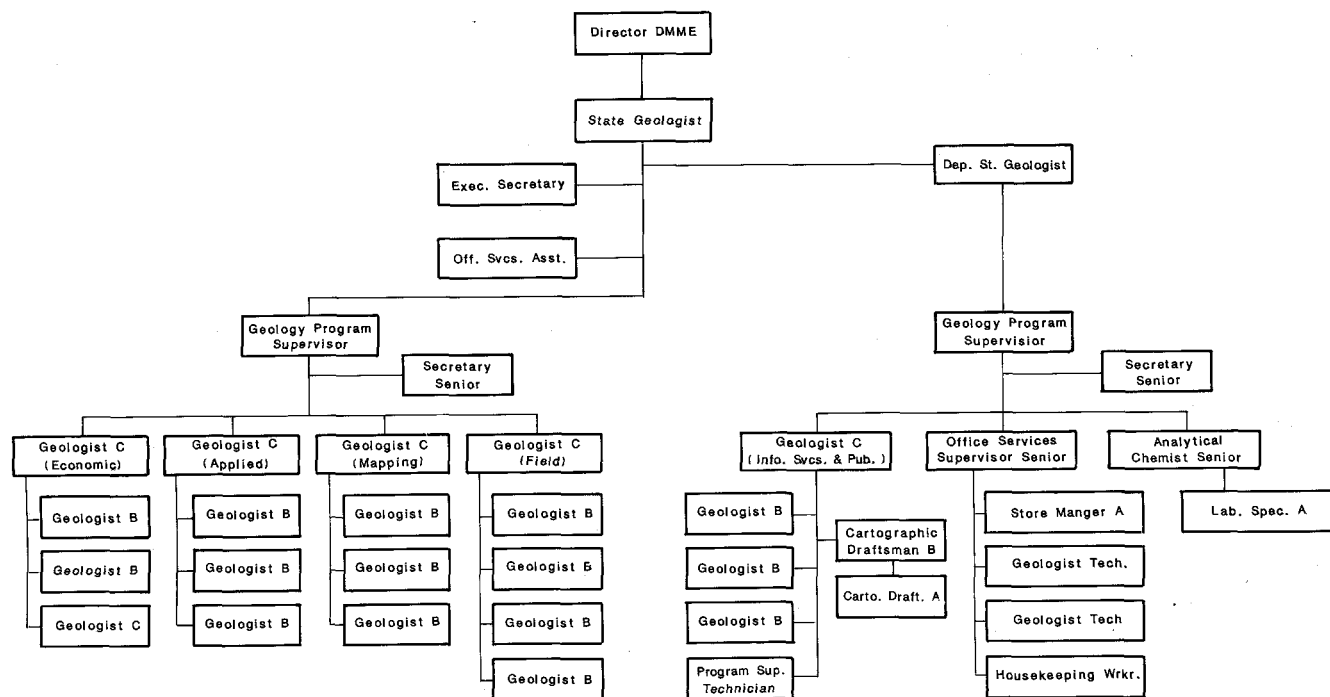 Director DMME
State Geologist
Exec. Secretary
Dep. St. Geologist
Off. Svcs. Asst.
Geology Program
Supervisor
Secretary
Senior
Geology Program
Supervisior
Secretary
Senior
Geologist C
(Economic)
Geologist B
Geologist B
Geologist C
Geologist C
(Applied)
Geologist B
Geologist B
Geologist B
Geologist C
(Mapping)
Geologist B
Geologist B
Geologist B
Geologist C
(Field)
Geologist B
Geologist B
Geologist B
Geologist B
Geologist C
(Info. Svcs. & Pub.)
Geologist B
Geologist B
Geologist B
Program Sup.
Technician
Cartographic
Draftsman B
Carto. Draft. A
Office Services
Supervisor Senior
Store Manger A
Geologist Tech.
Geologist Tech
Housekeeping Wrkr.
Analytical
Chemist Senior
Lab. Spec. A